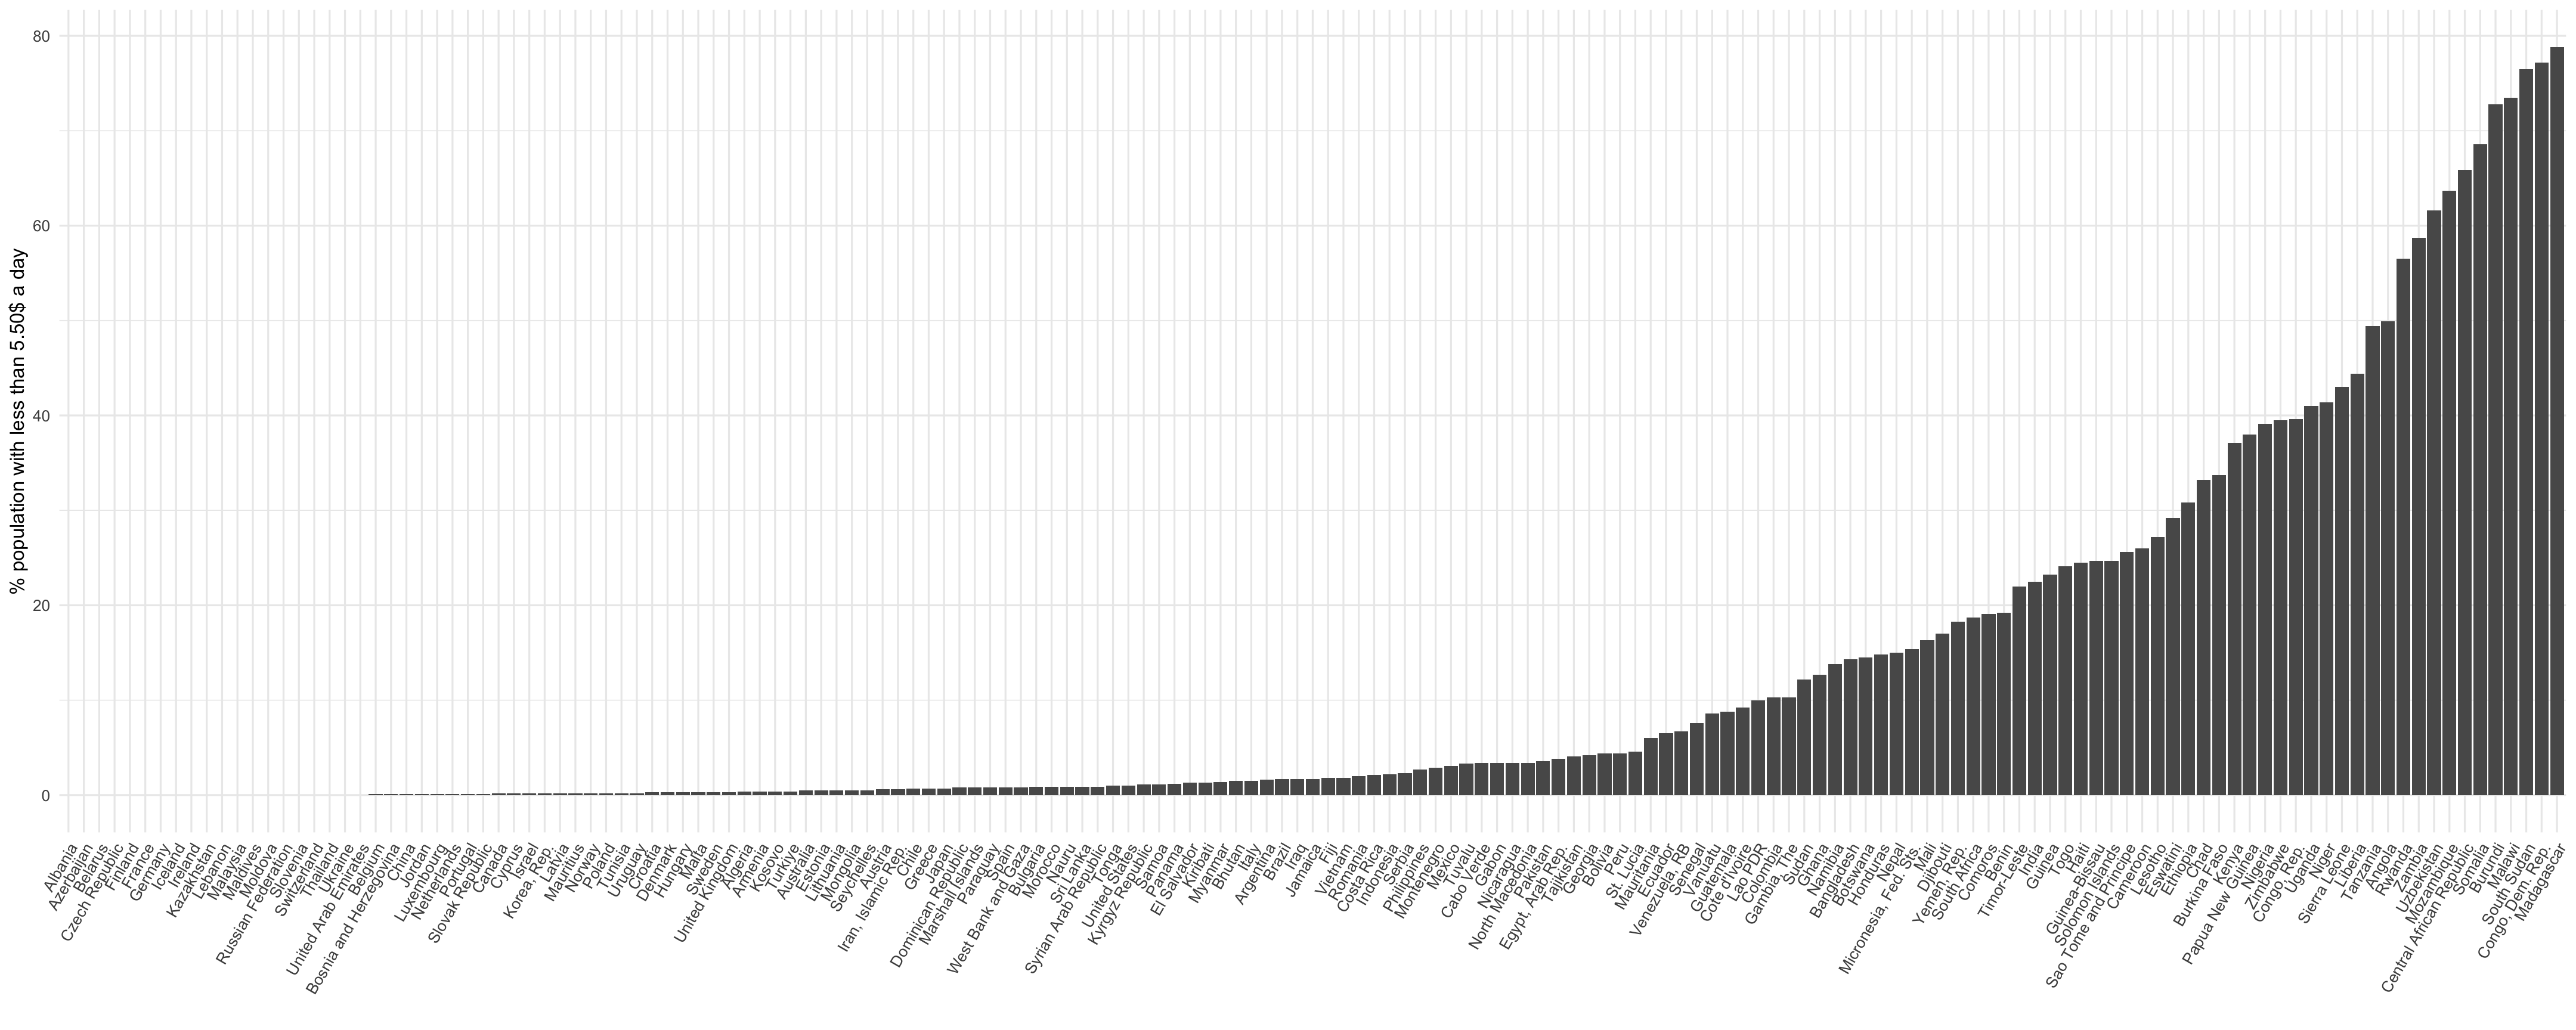 % population with less than 5.50$ a day
80
60
40
20
0
Albania
Azerbaijan
Belarus
Czech Republic
Finland
France
Germany
Iceland
Ireland
Kazakhstan
Lebanon
Malaysia
Maldives
Moldova
Russian Federation
Slovenia
Switzerland
Thailand
Ukraine
United Arab Emirates
Belgium
Bosnia and Herzegovina
China
Jordan
Luxembourg
Netherlands
Portugal
Slovak Republic
Canada
Cyprus
Israel
Korea, Rep.
Latvia
Mauritius
Norway
Poland
Tunisia
Uruguay
Croatia
Denmark
Hungary
Malta
Sweden
United Kingdom
Algeria
Armenia
Kosovo
Turkiye
Australia
Estonia
Lithuania
Mongolia
Seychelles
Austria
Iran, Islamic Rep.
Chile
Greece
Japan
Dominican Republic
Marshall Islands
Paraguay
Spain
West Bank and Gaza
Bulgaria
Morocco
Nauru
Sri Lanka
Syrian Arab Republic
Tonga
United States
Kyrgyz Republic
Samoa
Panama
El Salvador
Kiribati
Myanmar
Bhutan
Italy
Argentina
Brazil
Iraq
Jamaica
Fiji
Vietnam
Romania
Costa Rica
Indonesia
Serbia
Philippines
Montenegro
Mexico
Tuvalu
Cabo Verde
Gabon
Nicaragua
North Macedonia
Pakistan
Egypt, Arab Rep.
Tajikistan
Georgia
Bolivia
Peru
St. Lucia
Mauritania
Ecuador
Venezuela, RB
Senegal
Vanuatu
Guatemala
Cote d'Ivoire
Lao PDR
Colombia
Gambia The
Sudan
Ghana
Namibia
Bangladesh
Botswana
Honduras
Nepal
Micronesia, Fed. Sts.
Mali
Djibouti
Yemen, Rep.
South Africa
Comoros
Benin
Timor-Leste
India
Guinea
Togo
Haiti
Guinea-Bissau
Solomon Islands
Sao Tome and Principe
Cameroon
Lesotho
Eswatini
Ethiopia
Chad
Burkina Faso
Kenya
Papua New Guinea
Nigeria
Zimbabwe
Congo, Rep.
Uganda
Niger
Sierra Leone
Liberia
Tanzania
Angola
Rwanda
Zambia
Uzbekistan
Mozambique
Central African Republic
Somalia
Burundi
Malawi
South Sudan
Congo, Dem. Rep.
Madagascar